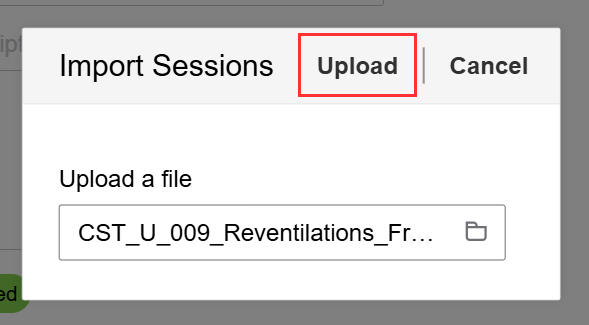 Import Sessions Upload Cancel
Upload a file
CST_U_009_Reventilations_Fr...